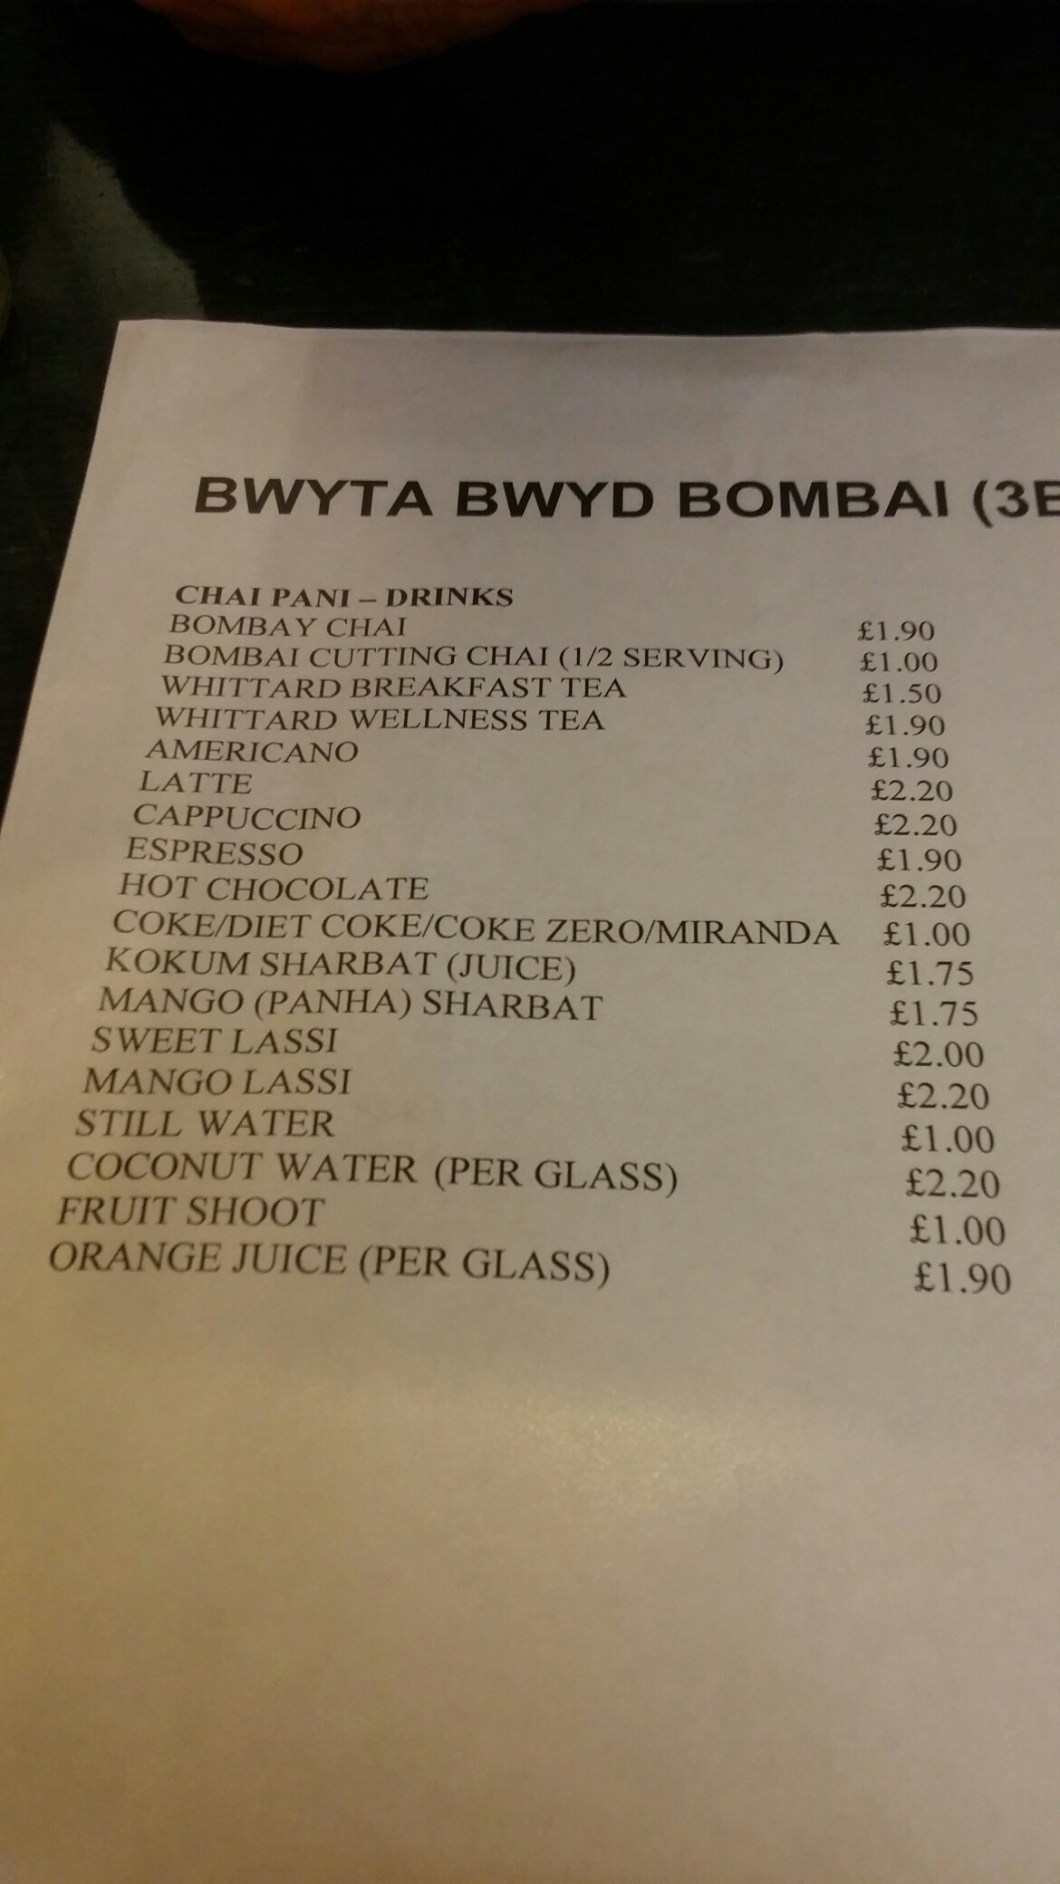 BWYTA BWYD BOMBAI (3B
CHAI PANI – DRINKS
BOMBAY CHAI £1.90
BOMBAI CUTTING CHAI (1/2 SERVING) £1.00
WHITTARD BREAKFAST TEA £1.50
WHITTARD WELLNESS TEA £1.90
AMERICANO £1.90
LATTE £2.20
CAPPUCCINO £2.20
ESPRESSO £1.90
HOT CHOCOLATE £2.20
COKE/DIET COKE/COKE ZERO/MIRANDA £1.00
KOKUM SHARBAT (JUICE) £1.75
MANGO (PANHA) SHARBAT £1.75
SWEET LASSI £2.00
MANGO LASSI £2.20
STILL WATER £1.00
COCONUT WATER (PER GLASS) £2.20
FRUIT SHOOT £1.00
ORANGE JUICE (PER GLASS) £1.90